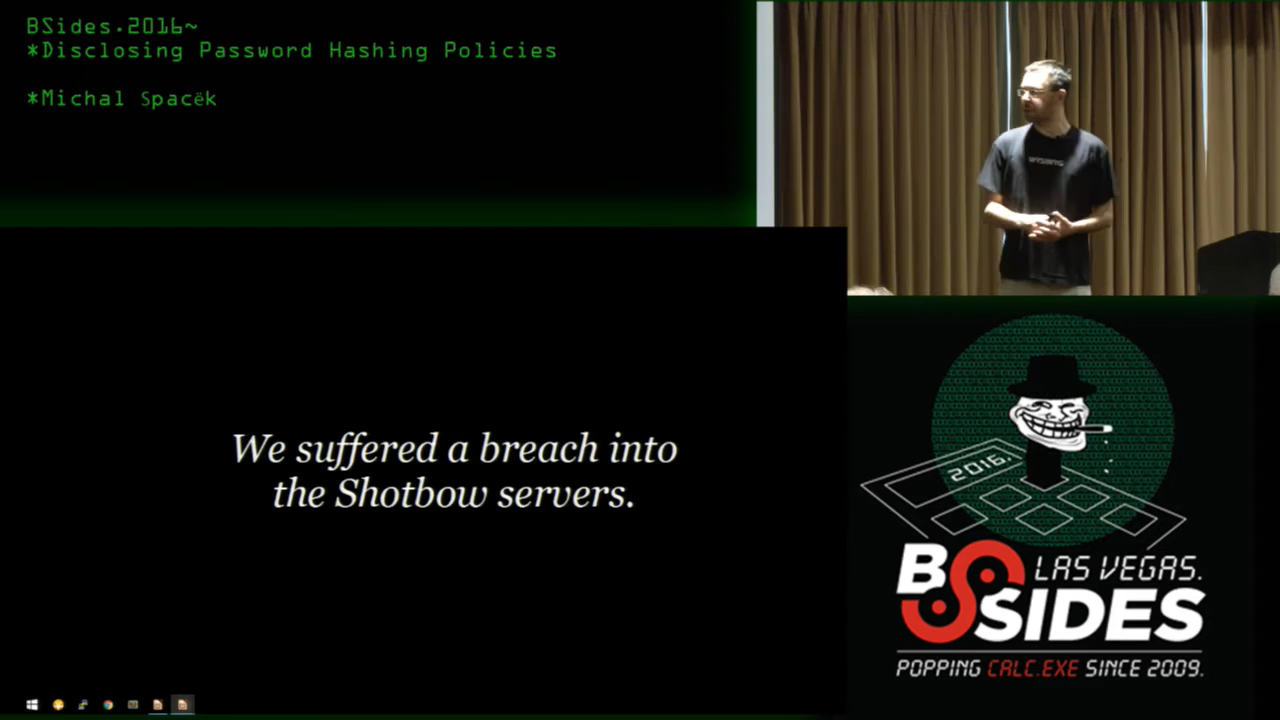 BSides.2016~
*Disclosing Password Hashing Policies
*Michal Spacëk
We suffered a breach into
the Shotbow servers.
2016.
BSIDES
LAS VEGAS.
POPPING CALC.EXE SINCE 2009.